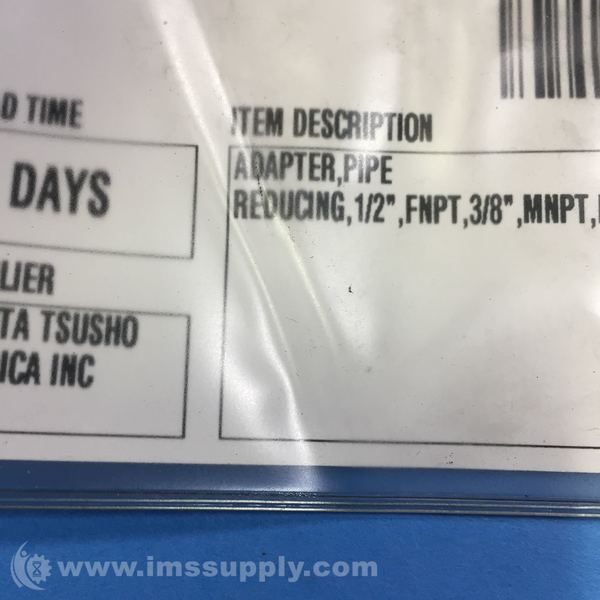 D TIME
ITEM DESCRIPTION
DAYS
ADAPTER,PIPE
REDUCING,1/2",FNPT,3/8",MNPT,
LIER
TA TSUSHO
ICA INC
www.imssupply.com